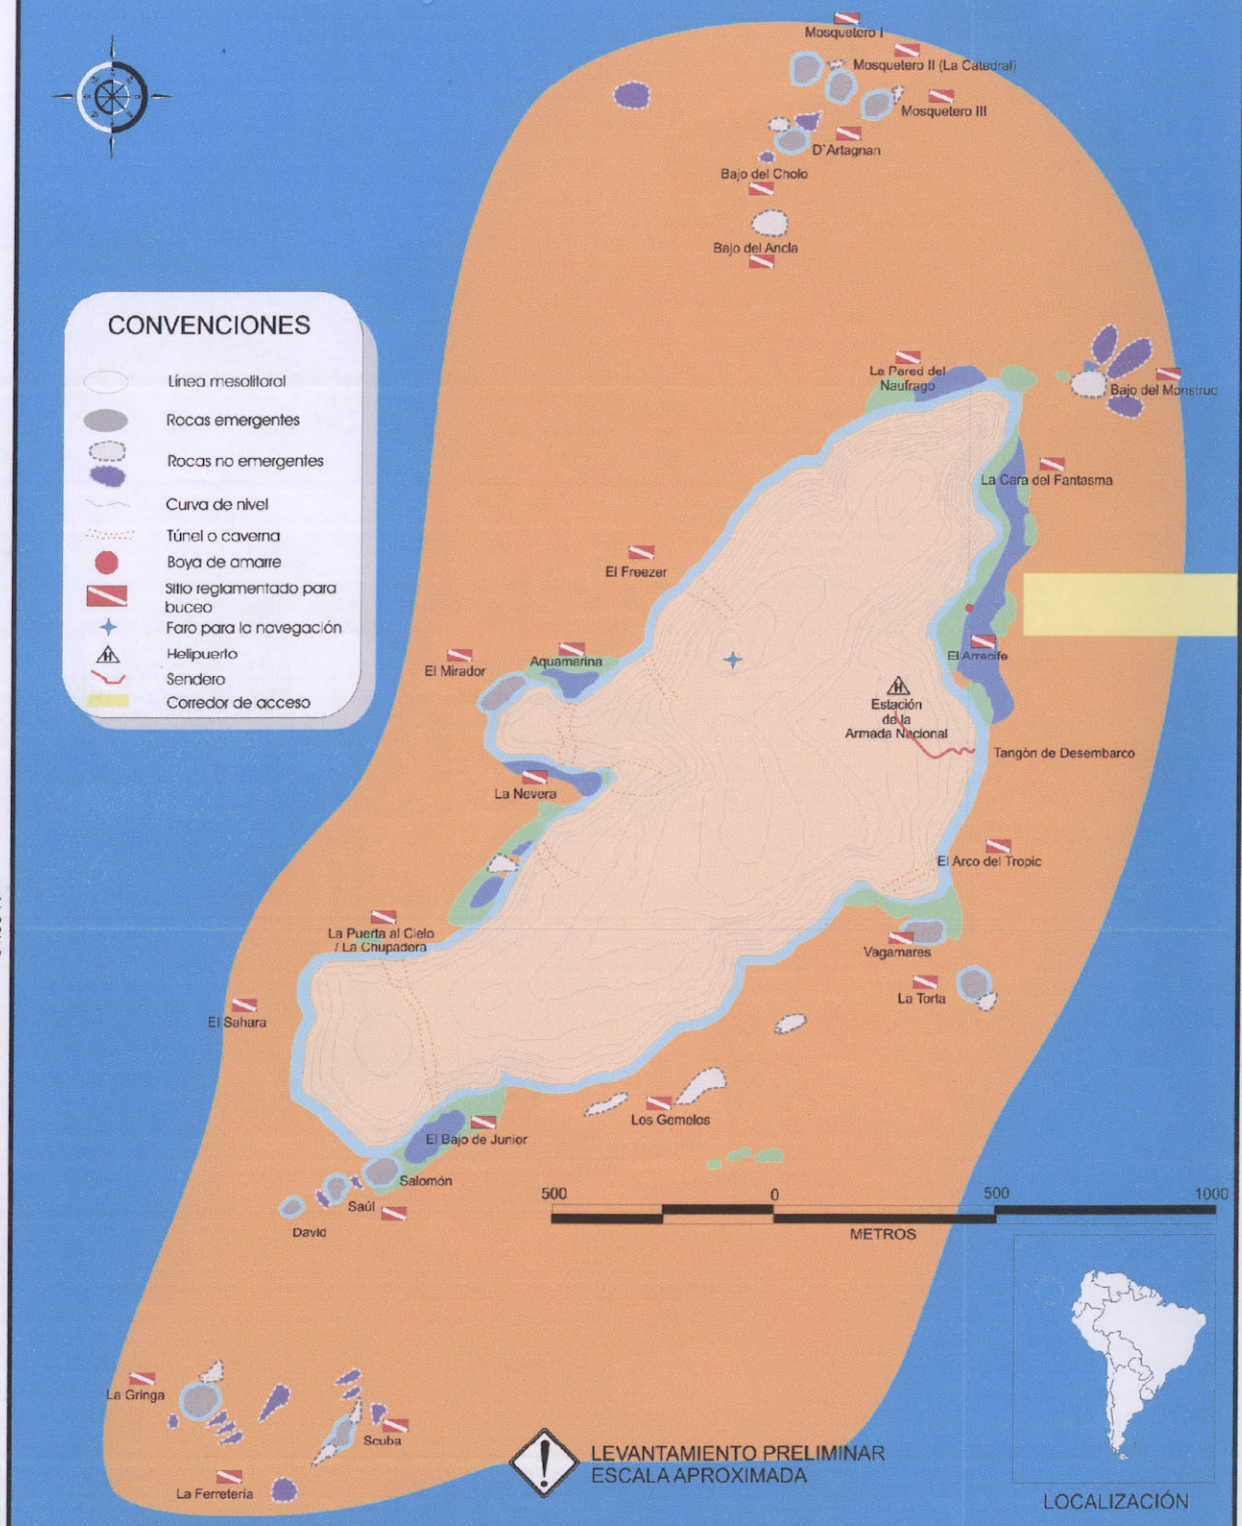 Mosquetero I
Mosquetero II (La Catedral)
Mosquetero III
D'Artagnan
Bajo del Cholo
Bajo del Ancla
CONVENCIONES
Línea mesolitoral
Rocas emergentes
Rocas no emergentes
Curva de nivel
Túnel o caverna
Boya de amarre
Sitio reglamentado para
buceo
Faro para la navegación
Helipuerto
Sendero
Corredor de acceso
La Pared del
Naufrago
Bajo del Monstruo
La Cara del Fantasma
El Freezer
El Mirador
Aquamarina
El Arrecife
H
Estación
de la
Armada Nacional
Tangón de Desembarco
La Nevera
El Arco del Tropic
La Puerta al Cielo
/ La Chupadera
Vagamares
La Torta
El Sahara
Los Gemelos
El Bajo de Junior
Salomón
Saúl
David
500 0 500 1000
METROS
La Gringa
Scuba
La Ferretería
! LEVANTAMIENTO PRELIMINAR
ESCALA APROXIMADA
LOCALIZACIÓN